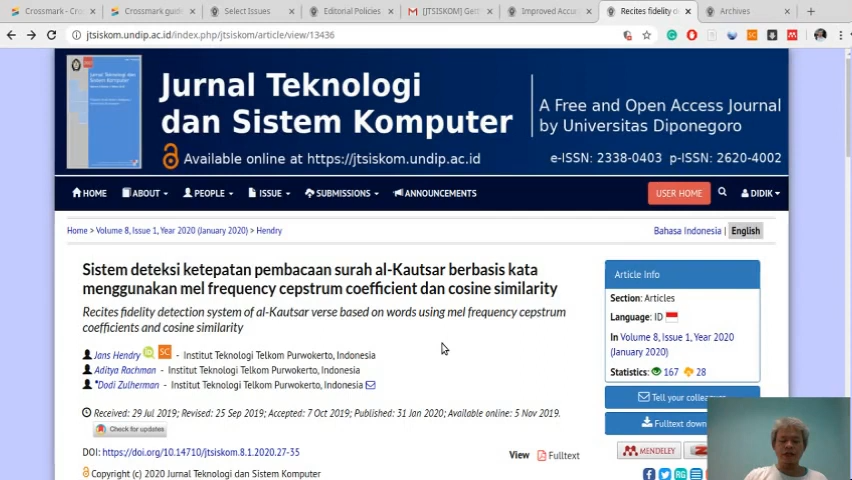 Crossmark - Cro
Crossmark guid
Select Issues
Editorial Policies
[JTSISKOM] Ge
Improved Accu
Recites fidelity d
Archives
jtsiskom.undip.ac.id/index.php/jtsiskom/article/view/13436
Jurnal Teknologi
dan Sistem Komputer
Available online at https://jtsiskom.undip.ac.id
A Free and Open Access Journal
by Universitas Diponegoro
e-ISSN: 2338-0403 p-ISSN: 2620-4002
HOME ABOUT PEOPLE ISSUE SUBMISSIONS ANNOUNCEMENTS USER HOME DIDIK
Home > Volume 8, Issue 1, Year 2020 (January 2020) > Hendry
Bahasa Indonesia | English
Sistem deteksi ketepatan pembacaan surah al-Kautsar berbasis kata
menggunakan mel frequency cepstrum coefficient dan cosine similarity
Recites fidelity detection system of al-Kautsar verse based on words using mel frequency cepstrum
coefficients and cosine similarity
Jans Hendry SC - Institut Teknologi Telkom Purwokerto, Indonesia
Aditya Rachman - Institut Teknologi Telkom Purwokerto, Indonesia
*Dodi Zulherman - Institut Teknologi Telkom Purwokerto, Indonesia
Received: 29 Jul 2019; Revised: 25 Sep 2019; Accepted: 7 Oct 2019; Published: 31 Jan 2020; Available online: 5 Nov 2019.
Check for updates
DOI: https://doi.org/10.14710/jtsiskom.8.1.2020.27-35
View Fulltext
Copyright (c) 2020 Jurnal Teknologi dan Sistem Komputer
Article Info
Section: Articles
Language: ID
In Volume 8, Issue 1, Year 2020
(January 2020)
Statistics: 167 28
Tell your colleagu
Fulltext down
MENDELEY